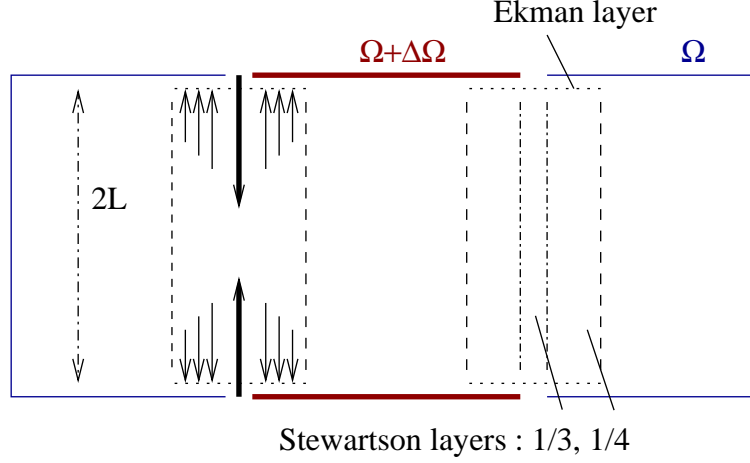 Ekman layer
Ω+ΔΩ
Ω
2L
Stewartson layers : 1/3, 1/4